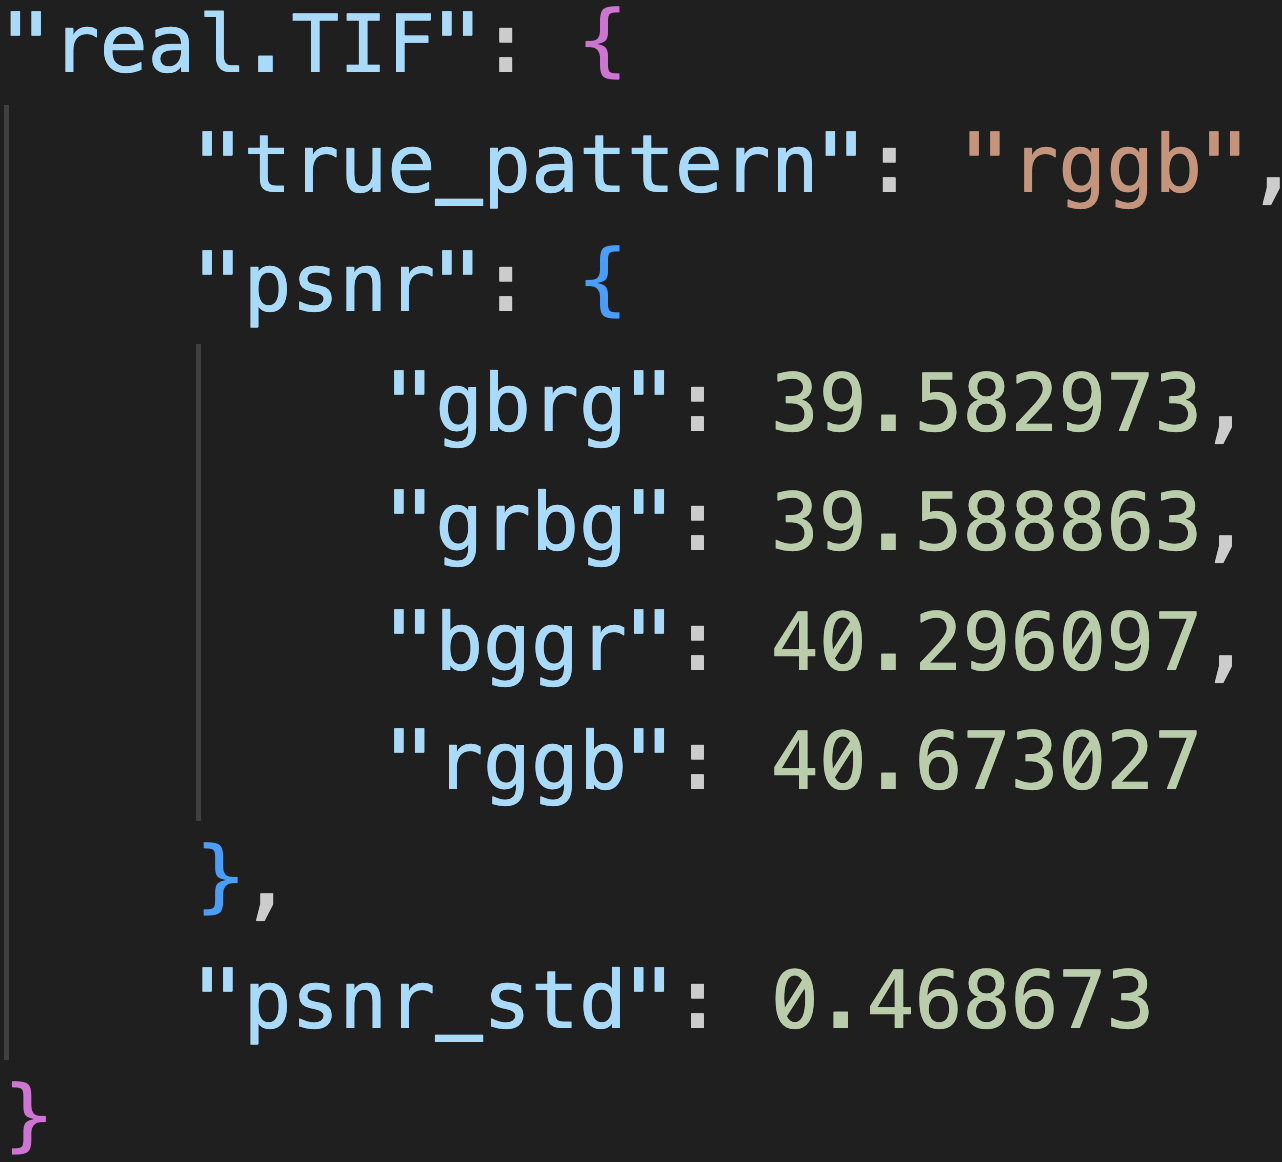 "real.TIF": {
    "true_pattern": "rggb",
    "psnr": {
        "gbrg": 39.582973,
        "grbg": 39.588863,
        "bggr": 40.296097,
        "rggb": 40.673027
    },
    "psnr_std": 0.468673
}